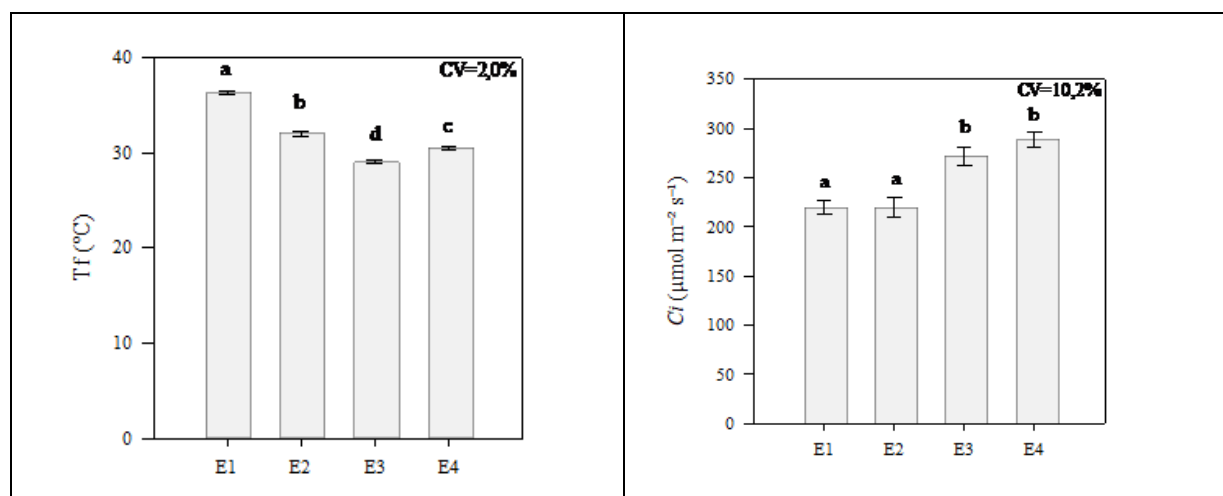 40
30
20
10
0
Tf (°C)
CV=2,0%
a
b
d
c
E1
E2
E3
E4
350
300
250
200
150
100
50
0
Ci (µmol m⁻² s⁻¹)
CV=10,2%
a
a
b
b
E1
E2
E3
E4